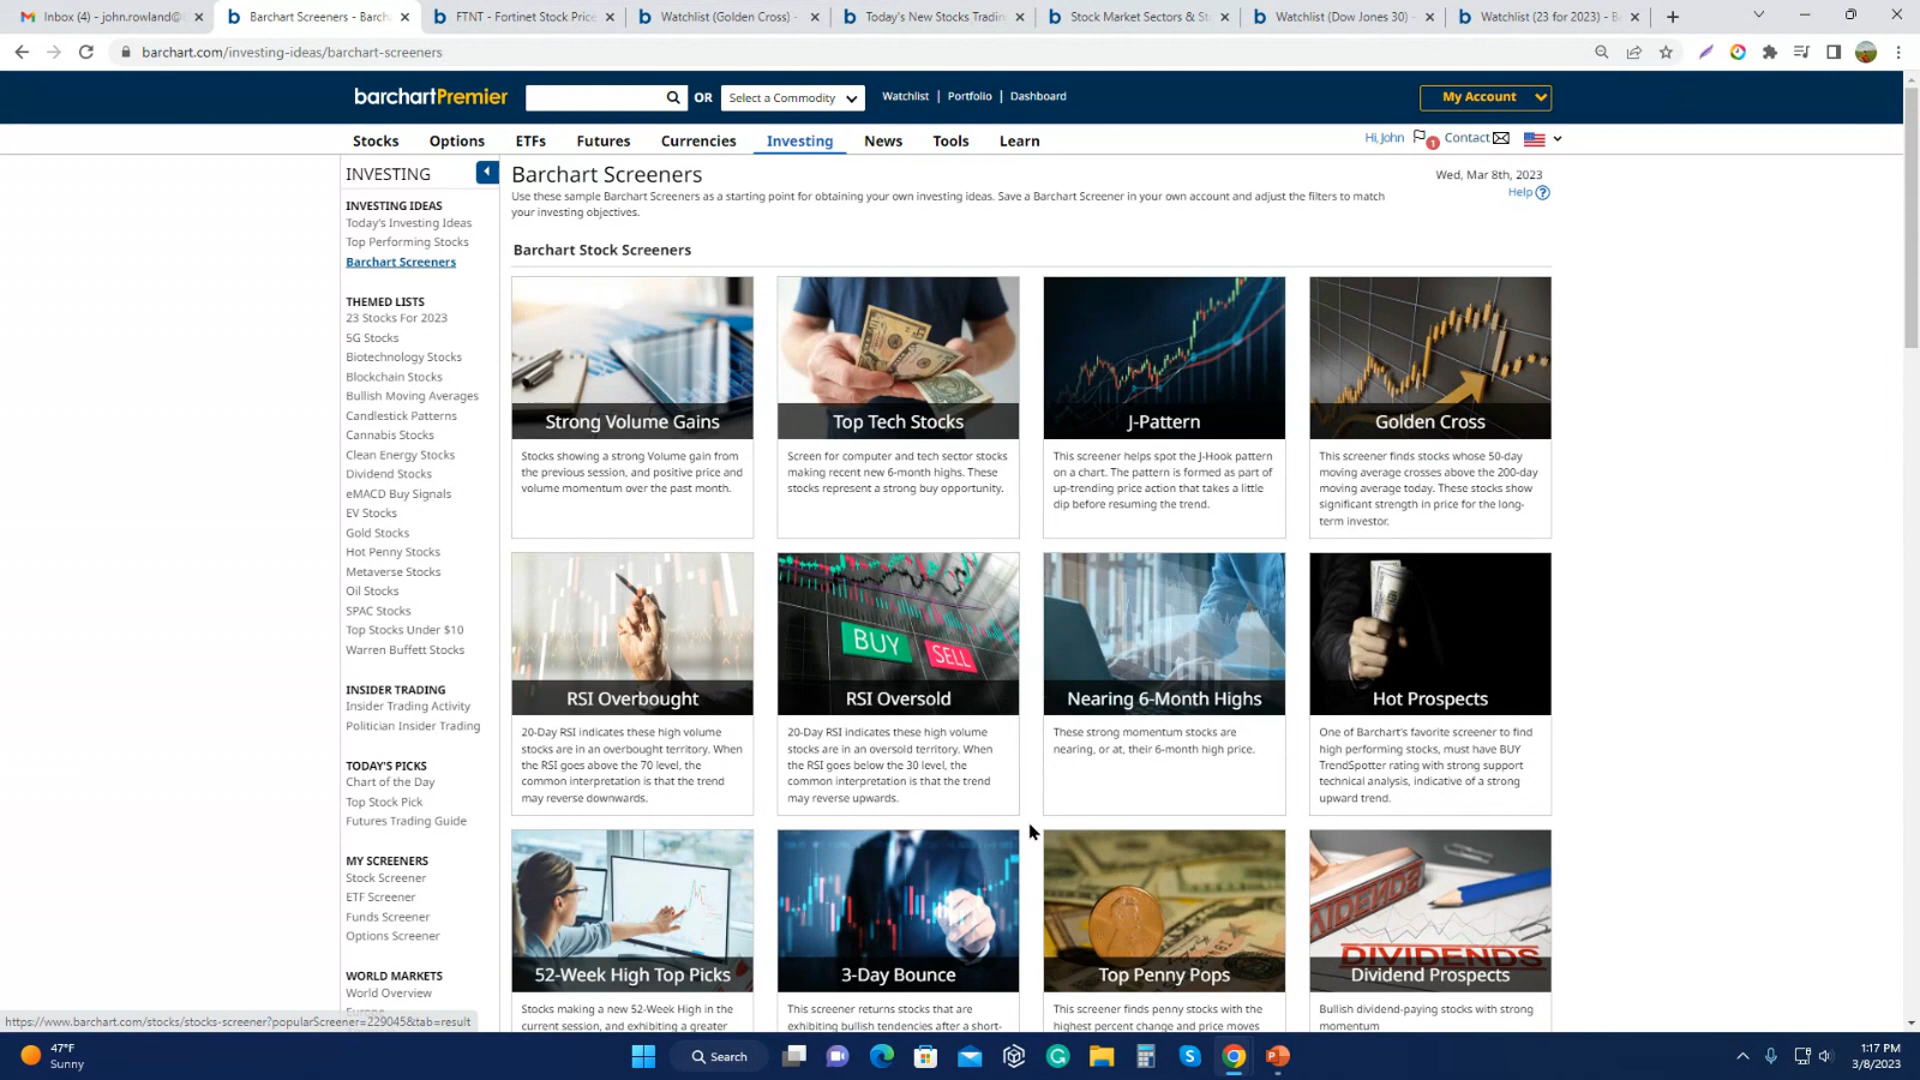 Inbox (4) - john.rowland@
Barchart Screeners - Barch
FTNT - Fortinet Stock Price
Watchlist (Golden Cross) -
Today's New Stocks Tradin
Stock Market Sectors & St
Watchlist (Dow Jones 30) -
Watchlist (23 for 2023) - B
barchart.com/investing-ideas/barchart-screeners
barchartPremier
OR
Select a Commodity
Watchlist | Portfolio | Dashboard
My Account
Stocks
Options
ETFs
Futures
Currencies
Investing
News
Tools
Learn
Hi, John
1
Contact
INVESTING
INVESTING IDEAS
Today's Investing Ideas
Top Performing Stocks
Barchart Screeners
THEMED LISTS
23 Stocks For 2023
5G Stocks
Biotechnology Stocks
Blockchain Stocks
Bullish Moving Averages
Candlestick Patterns
Cannabis Stocks
Clean Energy Stocks
Dividend Stocks
eMACD Buy Signals
EV Stocks
Gold Stocks
Hot Penny Stocks
Metaverse Stocks
Oil Stocks
SPAC Stocks
Top Stocks Under $10
Warren Buffett Stocks
INSIDER TRADING
Insider Trading Activity
Politician Insider Trading
TODAY'S PICKS
Chart of the Day
Top Stock Pick
Futures Trading Guide
MY SCREENERS
Stock Screener
ETF Screener
Funds Screener
Options Screener
WORLD MARKETS
World Overview
Barchart Screeners
Wed, Mar 8th, 2023
Help
Use these sample Barchart Screeners as a starting point for obtaining your own investing ideas. Save a Barchart Screener in your own account and adjust the filters to match
your investing objectives.
Barchart Stock Screeners
Strong Volume Gains
Stocks showing a strong Volume gain from
the previous session, and positive price and
volume momentum over the past month.
Top Tech Stocks
Screen for computer and tech sector stocks
making recent new 6-month highs. These
stocks represent a strong buy opportunity.
J-Pattern
This screener helps spot the J-Hook pattern
on a chart. The pattern is formed as part of
up-trending price action that takes a little
dip before resuming the trend.
Golden Cross
This screener finds stocks whose 50-day
moving average crosses above the 200-day
moving average today. These stocks show
significant strength in price for the long-
term investor.
RSI Overbought
20-Day RSI indicates these high volume
stocks are in an overbought territory. When
the RSI goes above the 70 level, the
common interpretation is that the trend
may reverse downwards.
BUY
SELL
RSI Oversold
20-Day RSI indicates these high volume
stocks are in an oversold territory. When
the RSI goes below the 30 level, the
common interpretation is that the trend
may reverse upwards.
Nearing 6-Month Highs
These strong momentum stocks are
nearing, or at, their 6-month high price.
Hot Prospects
One of Barchart's favorite screener to find
high performing stocks, must have BUY
TrendSpotter rating with strong support
technical analysis, indicative of a strong
upward trend.
52-Week High Top Picks
Stocks making a new 52-Week High in the
current session, and exhibiting a greater
3-Day Bounce
This screener returns stocks that are
exhibiting bullish tendencies after a short-
Top Penny Pops
This screener finds penny stocks with the
highest percent change and price moves
DIVIDENDS
DIVIDENDS
Dividend Prospects
Bullish dividend-paying stocks with strong
momentum
https://www.barchart.com/stocks/stocks-screener?popularScreener=229045&tab=result
47°F
Sunny
Search
1:17 PM
3/8/2023